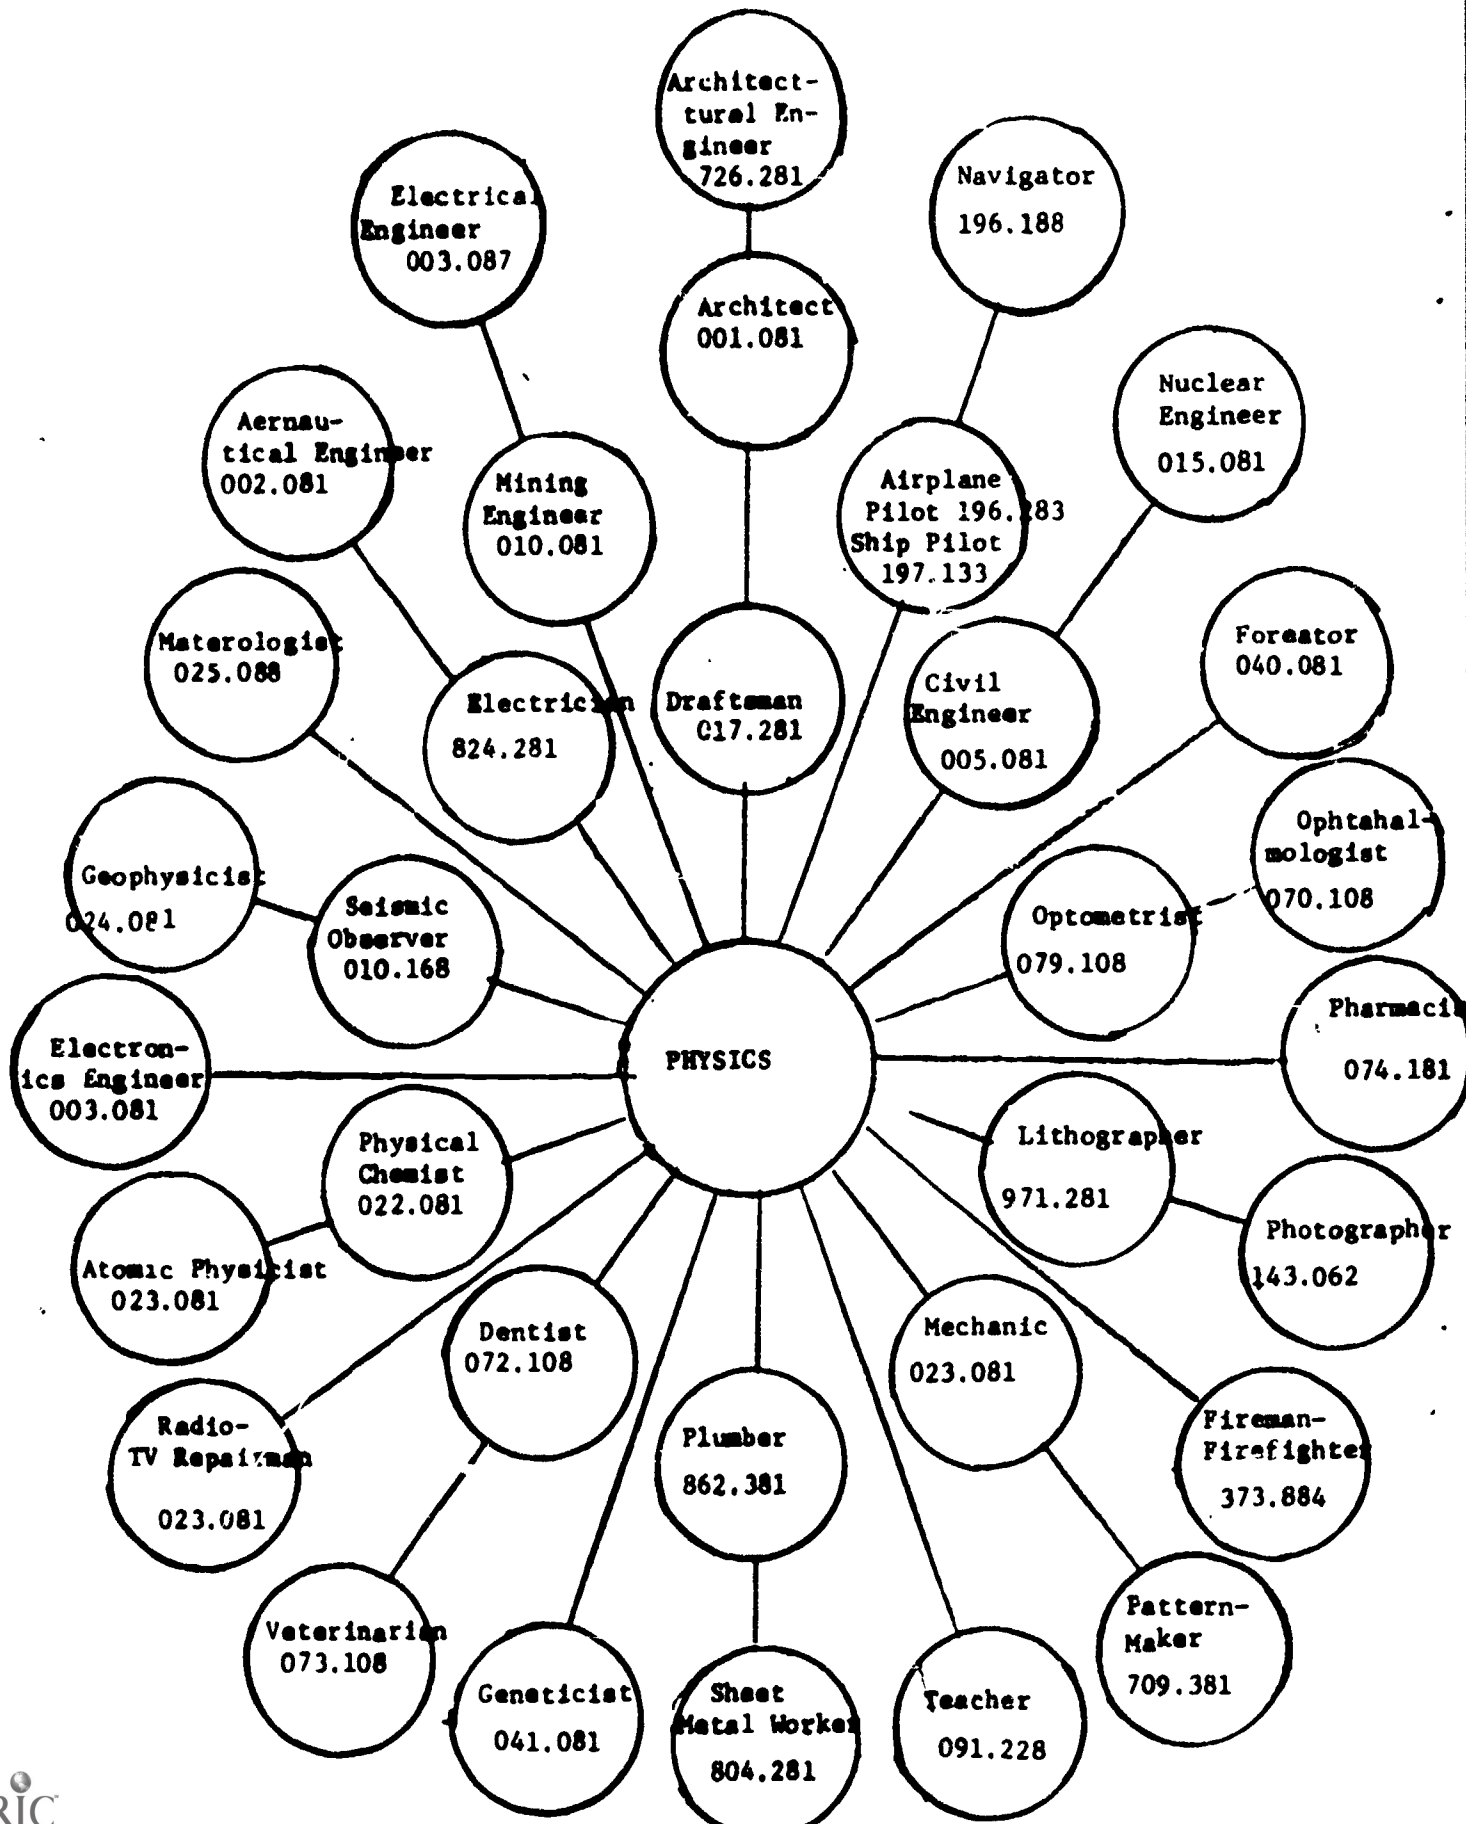 Architect-
tural En-
gineer
726.281
Navigator
196.188
Electrical
Engineer
003.087
Architect
001.081
Nuclear
Engineer
015.081
Aernau-
tical Engineer
002.081
Mining
Engineer
010.081
Airplane
Pilot 196.283
Ship Pilot
197.133
Materologist
025.088
Foreator
040.081
Electrician
824.281
Draftsman
017.281
Civil
Engineer
005.081
Ophtahal-
mologist
070.108
Geophysicist
024.081
Seismic
Observer
010.168
Optometrist
079.108
Pharmacis
074.181
Electron-
ics Engineer
003.081
PHYSICS
Physical
Chemist
022.081
Lithographer
971.281
Atomic Physicist
023.081
Photographer
143.062
Dentist
072.108
Mechanic
023.081
Radio-
TV Repairman
023.081
Plumber
862.381
Fireman-
Firefighter
373.884
Veterinarian
073.108
Pattern-
Maker
709.381
Geneticist
041.081
Sheet
Metal Worker
804.281
Teacher
091.228
RIC